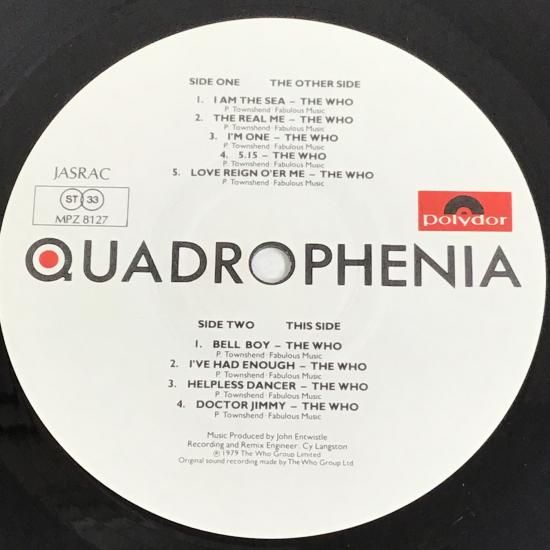 SIDE ONE THE OTHER SIDE
1. I AM THE SEA – THE WHO
P. Townshend·Fabulous Music
2. THE REAL ME – THE WHO
P. Townshend·Fabulous Music
3. I'M ONE – THE WHO
P. Townshend·Fabulous Music
4. 5.15 – THE WHO
P. Townshend·Fabulous Music
5. LOVE REIGN O'ER ME – THE WHO
P. Townshend·Fabulous Music
JASRAC
ST 33
MPZ 8127
polydor
QUADROPHENIA
SIDE TWO THIS SIDE
1. BELL BOY – THE WHO
P. Townshend·Fabulous Music
2. I'VE HAD ENOUGH – THE WHO
P. Townshend·Fabulous Music
3. HELPLESS DANCER – THE WHO
P. Townshend·Fabulous Music
4. DOCTOR JIMMY – THE WHO
P. Townshend·Fabulous Music
Music Produced by John Entwistle
Recording and Remix Engineer: Cy Langston
℗ 1979 The Who Group Limited
Original sound recording made by The Who Group Ltd